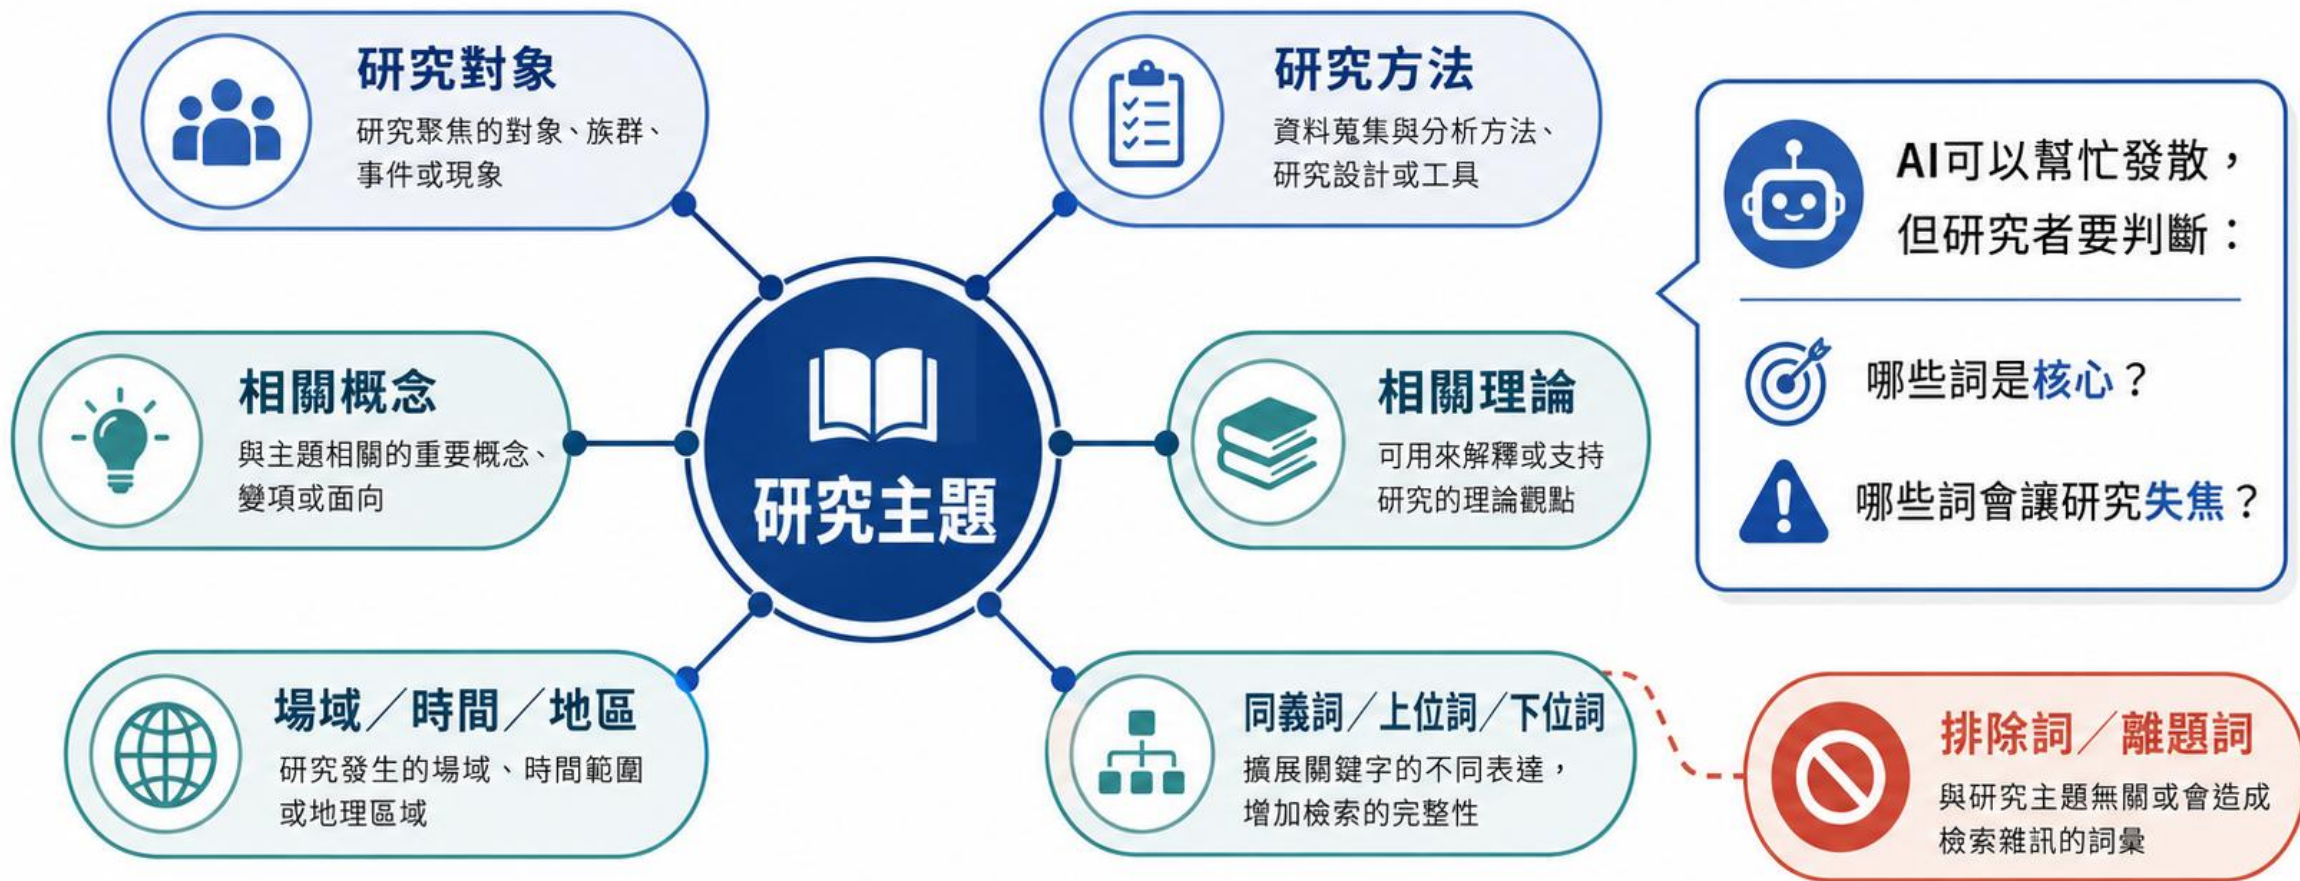 研究對象
研究聚焦的對象、族群、
事件或現象
研究方法
資料蒐集與分析方法、
研究設計或工具
相關概念
與主題相關的重要概念、
變項或面向
研究主題
相關理論
可用來解釋或支持
研究的理論觀點
場域／時間／地區
研究發生的場域、時間範圍
或地理區域
同義詞／上位詞／下位詞
擴展關鍵字的不同表達，
增加檢索的完整性
AI可以幫忙發散，
但研究者要判斷：
哪些詞是核心？
哪些詞會讓研究失焦？
排除詞／離題詞
與研究主題無關或會造成
檢索雜訊的詞彙